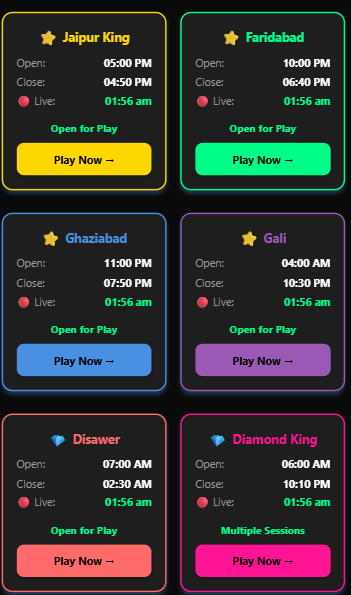 Jaipur King
Open: 05:00 PM
Close: 04:50 PM
Live: 01:56 am
Open for Play
Play Now →
Faridabad
Open: 10:00 PM
Close: 06:40 PM
Live: 01:56 am
Open for Play
Play Now →
Ghaziabad
Open: 11:00 PM
Close: 07:50 PM
Live: 01:56 am
Open for Play
Play Now →
Gali
Open: 04:00 AM
Close: 10:30 PM
Live: 01:56 am
Open for Play
Play Now →
Disawer
Open: 07:00 AM
Close: 02:30 AM
Live: 01:56 am
Open for Play
Play Now →
Diamond King
Open: 06:00 AM
Close: 10:10 PM
Live: 01:56 am
Multiple Sessions
Play Now →